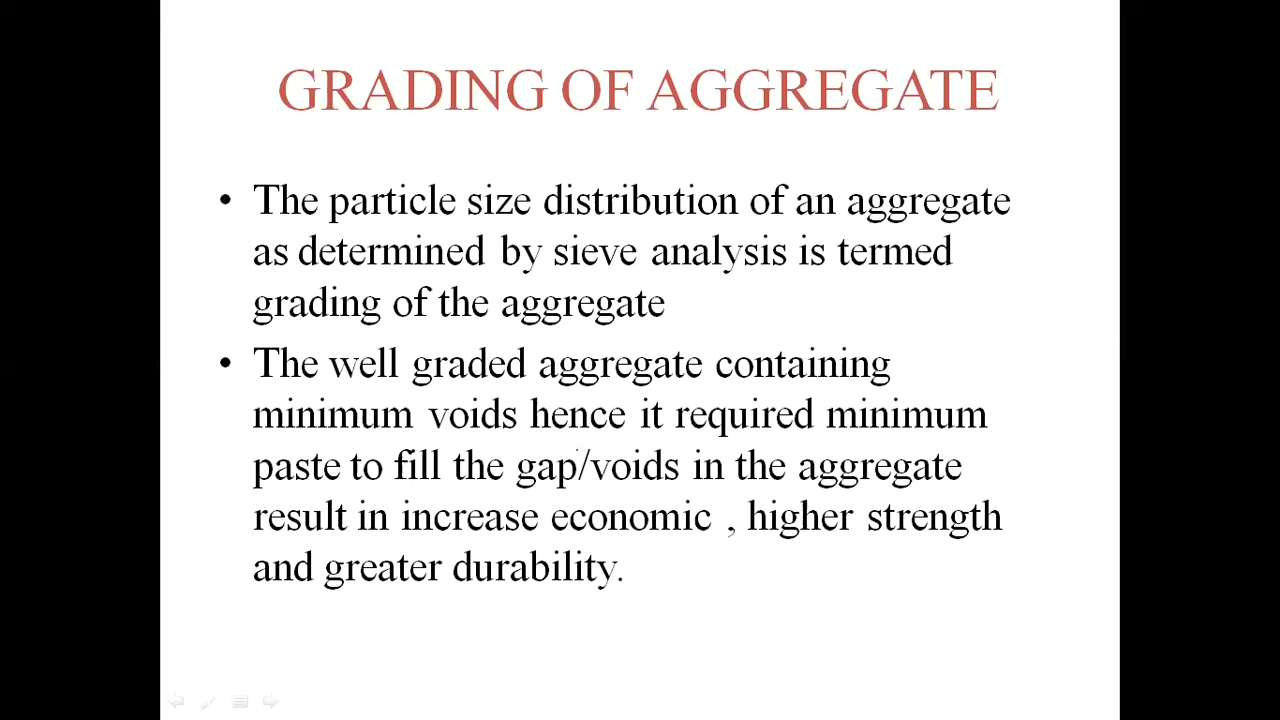 GRADING OF AGGREGATE
• The particle size distribution of an aggregate
as determined by sieve analysis is termed
grading of the aggregate
• The well graded aggregate containing
minimum voids hence it required minimum
paste to fill the gap/voids in the aggregate
result in increase economic , higher strength
and greater durability.